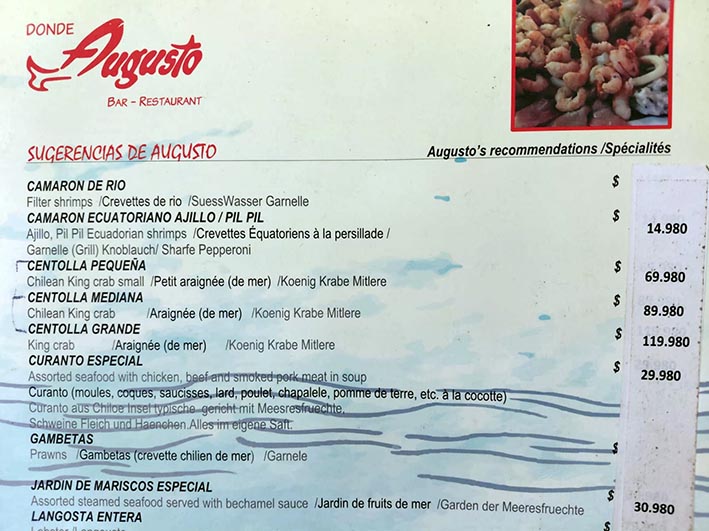 DONDE
Augusto
BAR - RESTAURANT
SUGERENCIAS DE AUGUSTO Augusto's recommendations /Spécialités
CAMARON DE RIO $
Filter shrimps /Crevettes de rio /SuessWasser Garnelle
CAMARON ECUATORIANO AJILLO / PIL PIL $ 14.980
Ajillo, Pil Pil Ecuadorian shrimps /Crevettes Équatoriens à la persillade /
Garnelle (Grill) Knoblauch/ Sharfe Pepperoni
CENTOLLA PEQUEÑA $ 69.980
Chilean King crab small /Petit araignée (de mer) /Koenig Krabe Mitlere
CENTOLLA MEDIANA $ 89.980
Chilean King crab /Araignée (de mer) /Koenig Krabe Mitlere
CENTOLLA GRANDE $ 119.980
King crab /Araignée (de mer) /Koenig Krabe Mitlere
CURANTO ESPECIAL $ 29.980
Assorted seafood with chicken, beef and smoked pork meat in soup
Curanto (moules, coques, saucisses, lard, poulet, chapalele, pomme de terre, etc. à la cocotte)
Curanto aus Chiloe Insel typische gericht mit Meeresfruechte,
Schweine Fleich und Haenchen.Alles im eigene Saft.
GAMBETAS $
Prawns /Gambetas (crevette chilien de mer) /Garnele
JARDIN DE MARISCOS ESPECIAL $ 30.980
Assorted steamed seafood served with bechamel sauce /Jardin de fruits de mer /Garden der Meeresfruechte
LANGOSTA ENTERA $
Lobster /Langosta